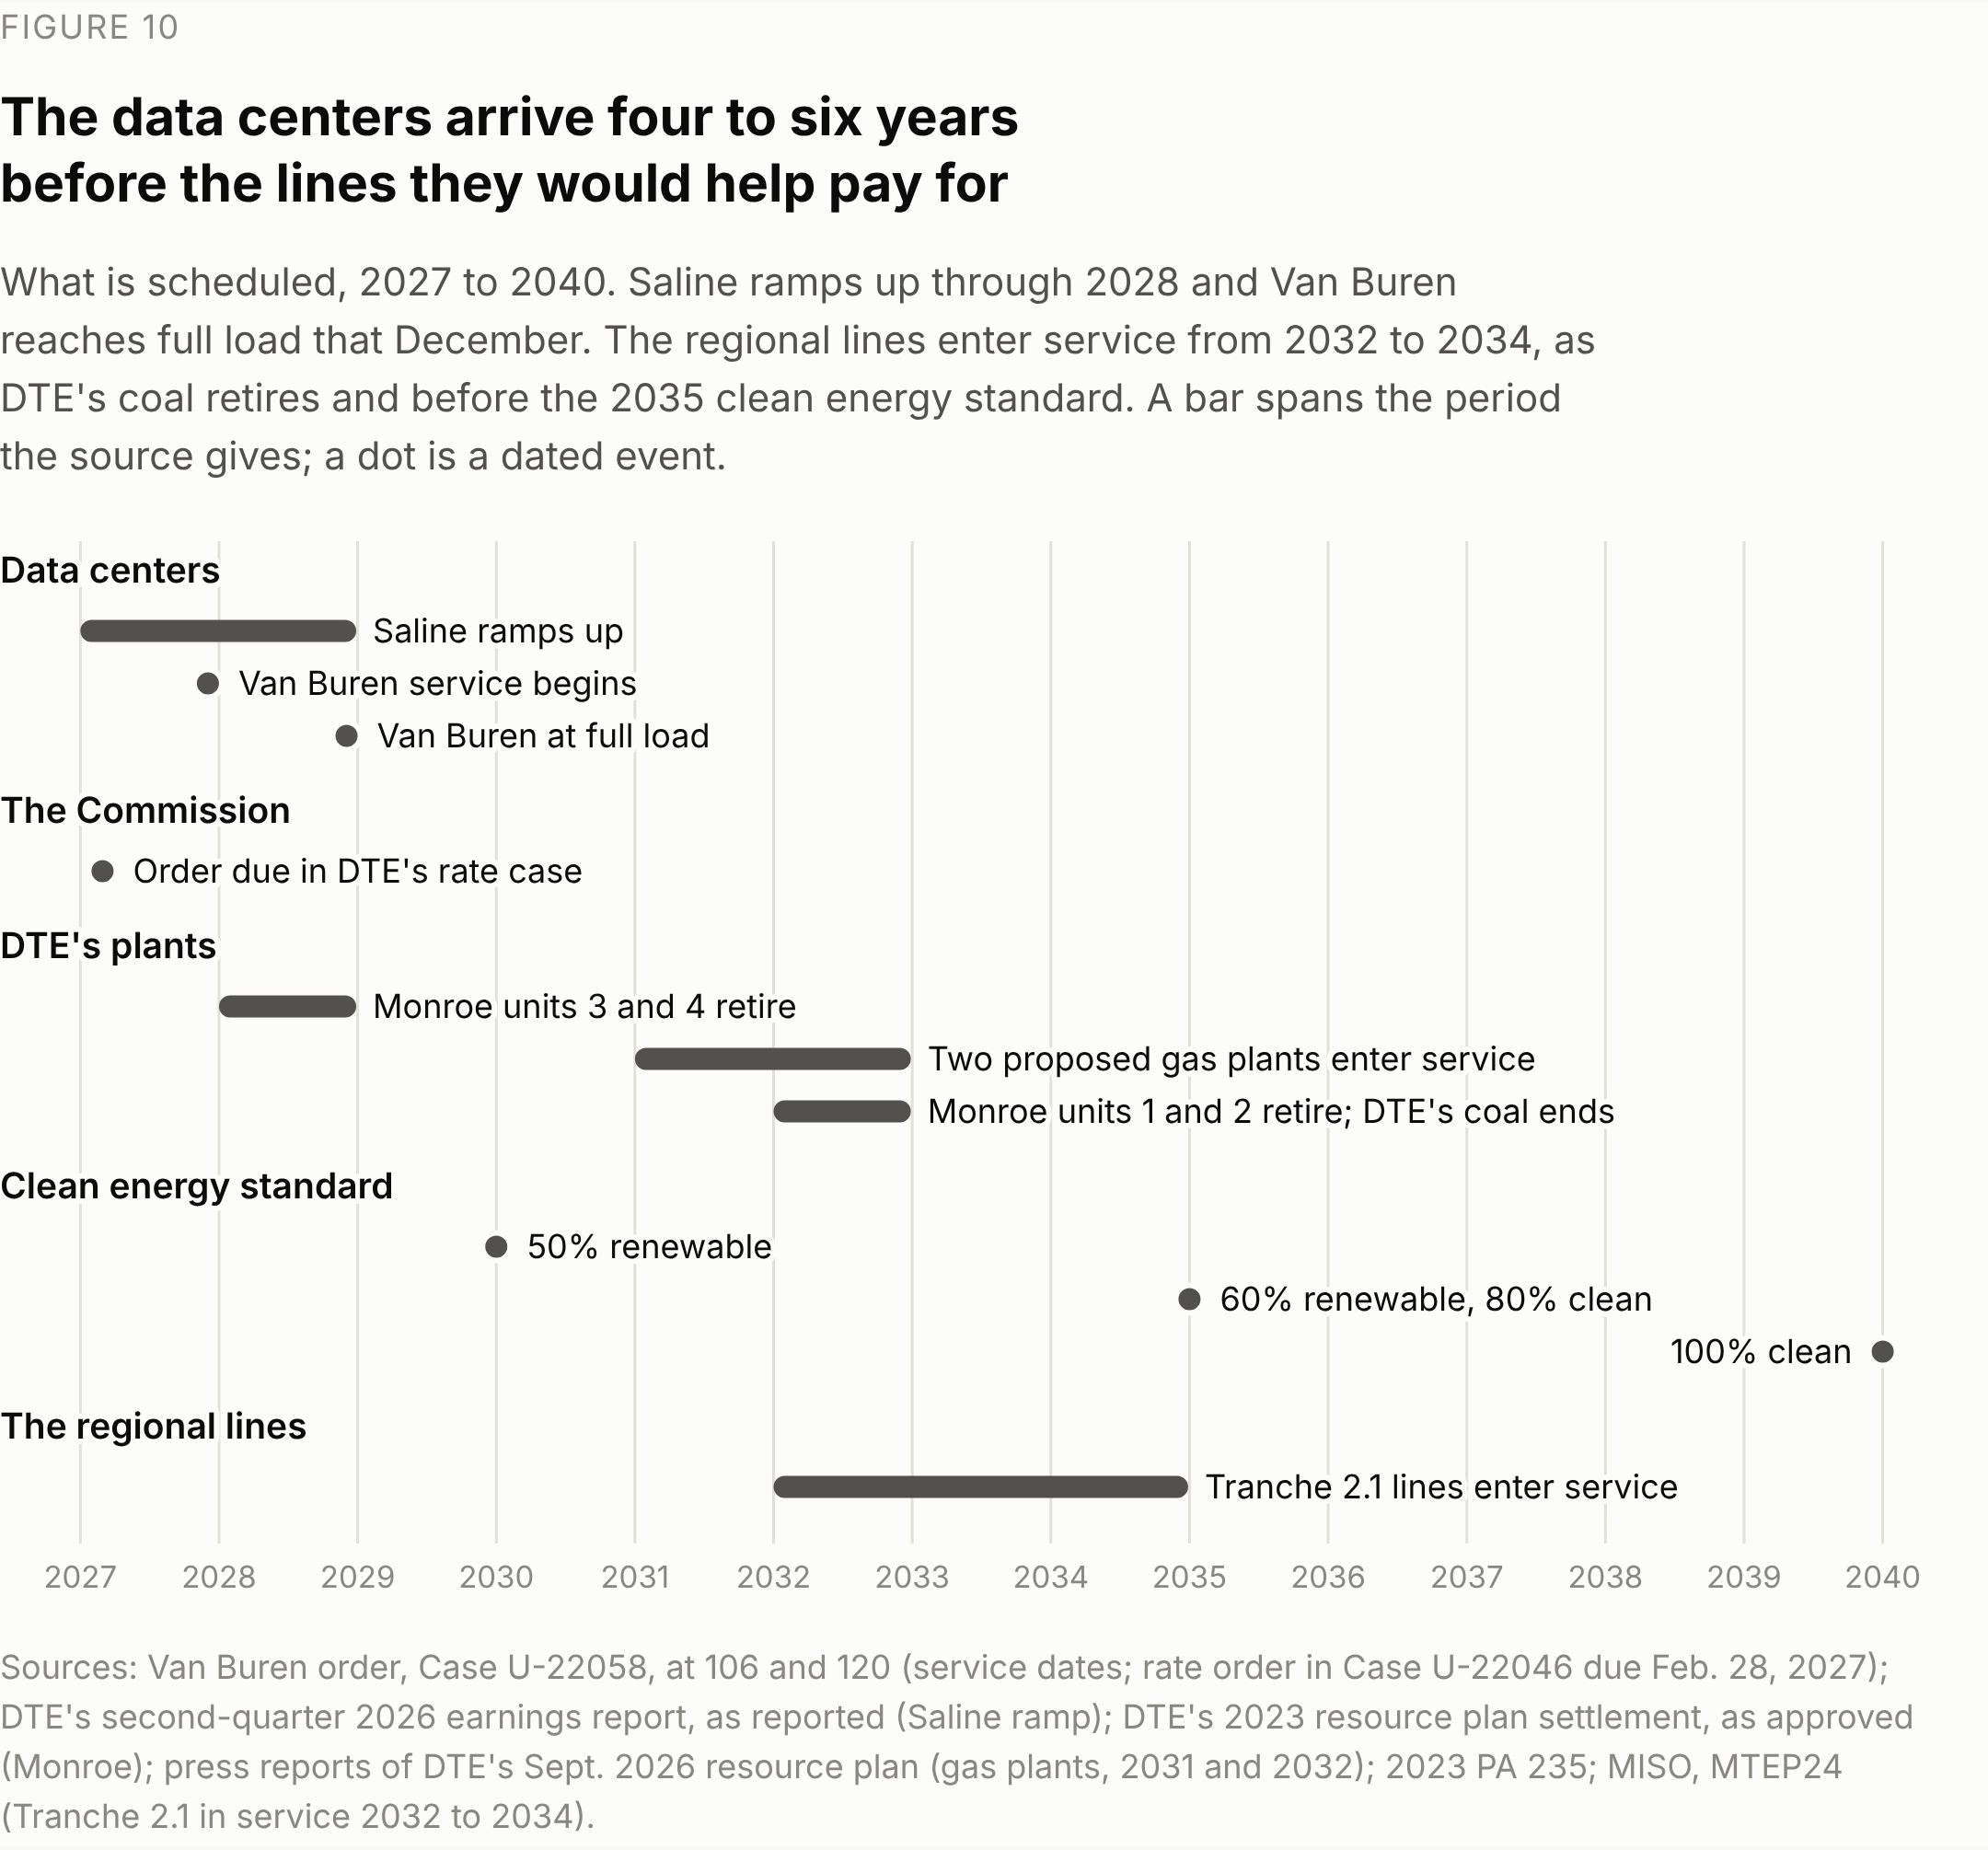 FIGURE 10
The data centers arrive four to six years
before the lines they would help pay for
What is scheduled, 2027 to 2040. Saline ramps up through 2028 and Van Buren
reaches full load that December. The regional lines enter service from 2032 to 2034, as
DTE's coal retires and before the 2035 clean energy standard. A bar spans the period
the source gives; a dot is a dated event.
Data centers
Saline ramps up
Van Buren service begins
Van Buren at full load
The Commission
Order due in DTE's rate case
DTE's plants
Monroe units 3 and 4 retire
Two proposed gas plants enter service
Monroe units 1 and 2 retire; DTE's coal ends
Clean energy standard
50% renewable
60% renewable, 80% clean
100% clean
The regional lines
Tranche 2.1 lines enter service
2027 2028 2029 2030 2031 2032 2033 2034 2035 2036 2037 2038 2039 2040
Sources: Van Buren order, Case U-22058, at 106 and 120 (service dates; rate order in Case U-22046 due Feb. 28, 2027);
DTE's second-quarter 2026 earnings report, as reported (Saline ramp); DTE's 2023 resource plan settlement, as approved
(Monroe); press reports of DTE's Sept. 2026 resource plan (gas plants, 2031 and 2032); 2023 PA 235; MISO, MTEP24
(Tranche 2.1 in service 2032 to 2034).